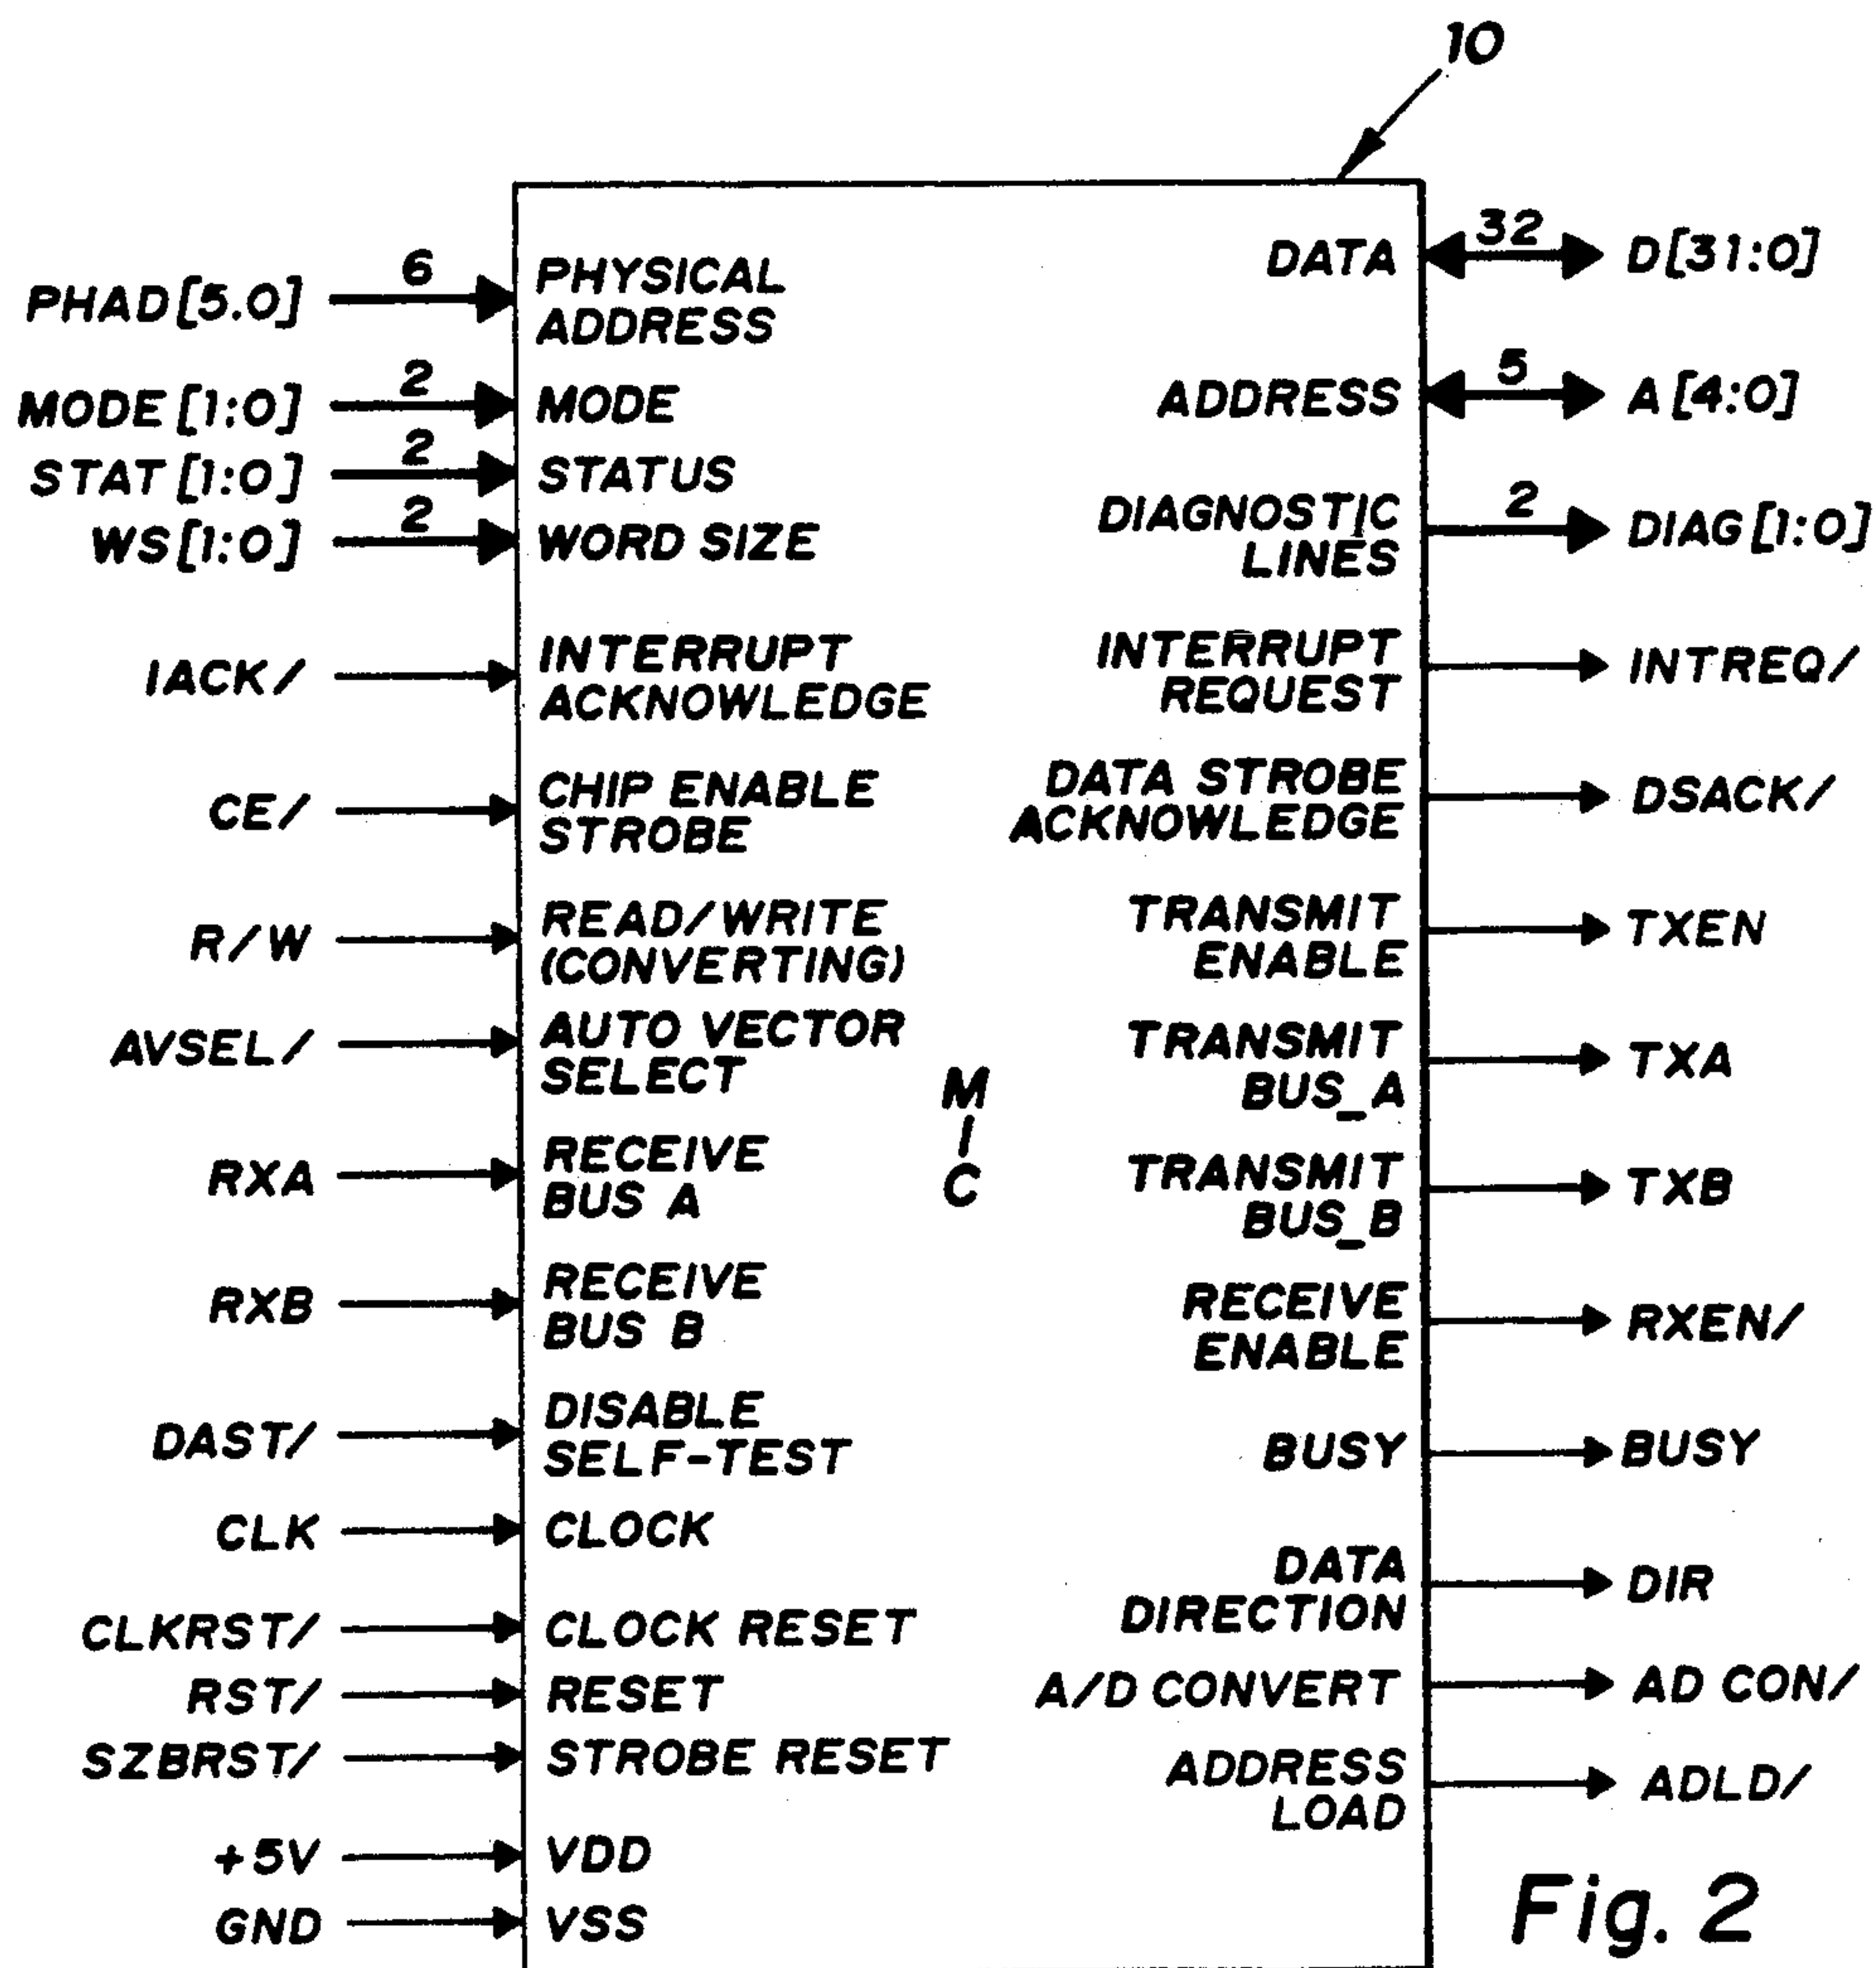 10
PHAD[5.0]
6
PHYSICAL
ADDRESS
MODE[1:0]
2
MODE
STAT[1:0]
2
STATUS
WS[1:0]
2
WORD SIZE
IACK/
INTERRUPT
ACKNOWLEDGE
CE/
CHIP ENABLE
STROBE
R/W
READ/WRITE
(CONVERTING)
AVSEL/
AUTO VECTOR
SELECT
RXA
RECEIVE
BUS A
RXB
RECEIVE
BUS B
DAST/
DISABLE
SELF-TEST
CLK
CLOCK
CLKRST/
CLOCK RESET
RST/
RESET
SZBRST/
STROBE RESET
+5V
VDD
GND
VSS
M
I
C
DATA
32
D[31:0]
ADDRESS
5
A[4:0]
DIAGNOSTIC
LINES
2
DIAG[1:0]
INTERRUPT
REQUEST
INTREQ/
DATA STROBE
ACKNOWLEDGE
DSACK/
TRANSMIT
ENABLE
TXEN
TRANSMIT
BUS_A
TXA
TRANSMIT
BUS_B
TXB
RECEIVE
ENABLE
RXEN/
BUSY
BUSY
DATA
DIRECTION
DIR
A/D CONVERT
AD CON/
ADDRESS
LOAD
ADLD/
Fig. 2